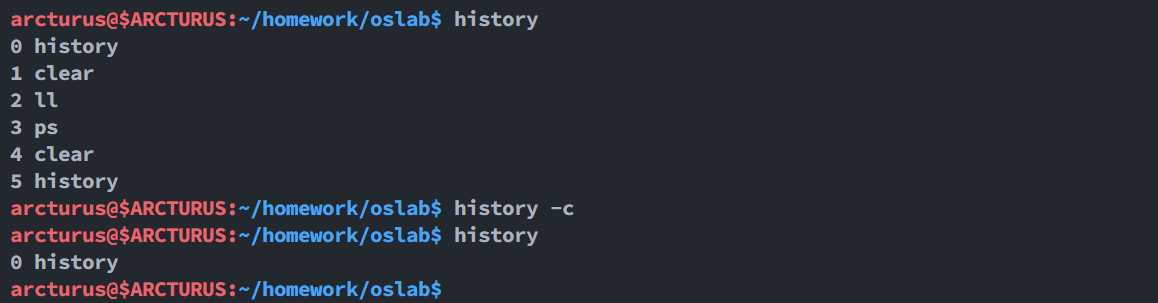 arcturus@$ARCTURUS:~/homework/oslab$ history
0 history
1 clear
2 ll
3 ps
4 clear
5 history
arcturus@$ARCTURUS:~/homework/oslab$ history -c
arcturus@$ARCTURUS:~/homework/oslab$ history
0 history
arcturus@$ARCTURUS:~/homework/oslab$